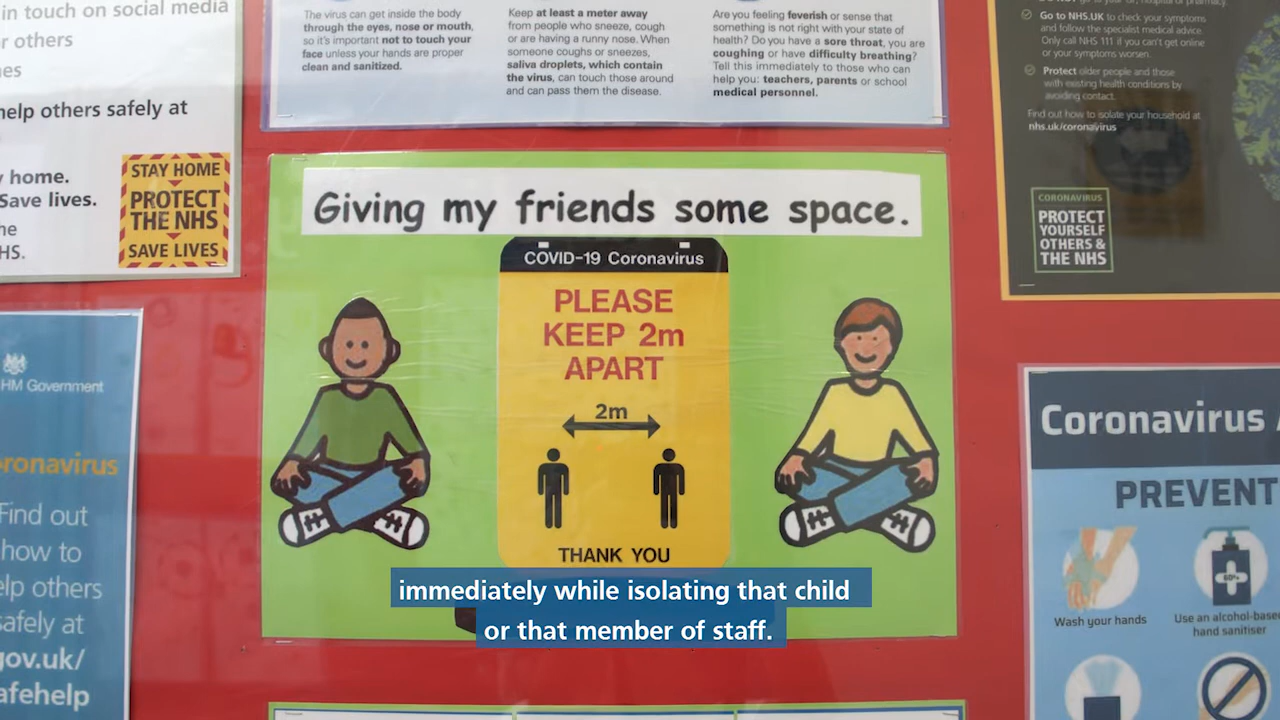 in touch on social media
others
help others safely at
home.
Save lives.
HS.
STAY HOME
PROTECT
THE NHS
SAVE LIVES
The virus can get inside the body
through the eyes, nose or mouth,
so it's important not to touch your
face unless your hands are proper
clean and sanitized.
Keep at least a meter away
from people who sneeze, cough
or are having a runny nose. When
someone coughs or sneezes,
saliva droplets, which contain
the virus, can touch those around
and can pass them the disease.
Are you feeling feverish or sense that
something is not right with your state of
health? Do you have a sore throat, you are
coughing or have difficulty breathing?
Tell this immediately to those who can
help you: teachers, parents or school
medical personnel.
Go to NHS.UK to check your symptoms
and follow the specialist medical advice.
Only call NHS 111 if you can't get online
or your symptoms worsen.
Protect older people and those
with existing health conditions by
avoiding contact.
Find out how to isolate your household at
nhs.uk/coronavirus
CORONAVIRUS
PROTECT
YOURSELF
OTHERS &
THE NHS
Giving my friends some space.
COVID-19 Coronavirus
PLEASE
KEEP 2m
APART
2m
THANK YOU
HM Government
ronavirus
Find out
how to
elp others
safely at
gov.uk/
afehelp
Coronavirus
PREVENT
60%+
Wash your hands
Use an alcohol-base
hand sanitiser
immediately while isolating that child
or that member of staff.